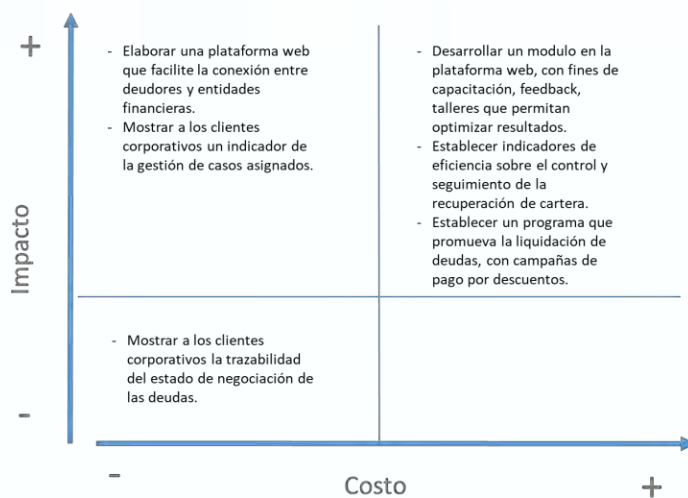 +
- Elaborar una plataforma web
que facilite la conexión entre
deudores y entidades
financieras.
- Mostrar a los clientes
corporativos un indicador de
la gestión de casos asignados.
- Desarrollar un modulo en la
plataforma web, con fines de
capacitación, feedback,
talleres que permitan
optimizar resultados.
- Establecer indicadores de
eficiencia sobre el control y
seguimiento de la
recuperación de cartera.
- Establecer un programa que
promueva la liquidación de
deudas, con campañas de
pago por descuentos.
Impacto
- Mostrar a los clientes
corporativos la trazabilidad
del estado de negociación de
las deudas.
-
-
Costo
+